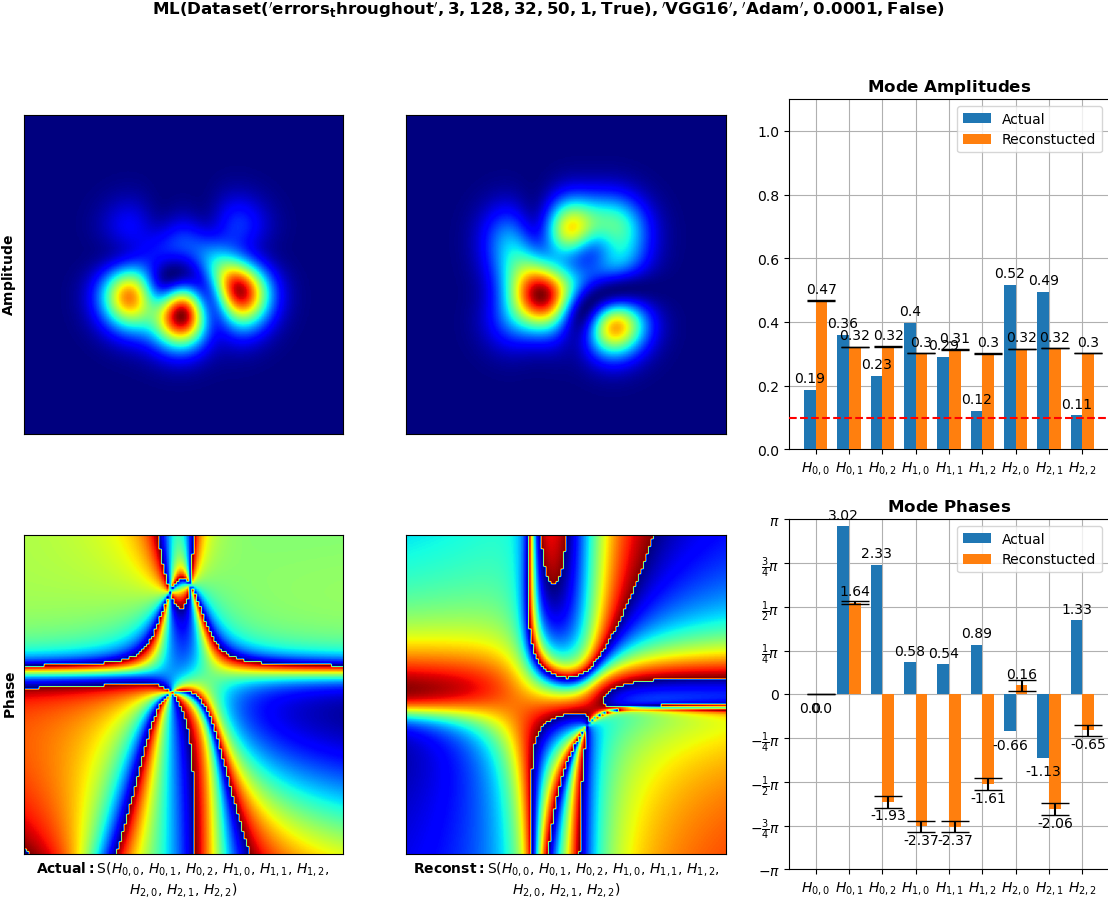 ML(Dataset('errors_throughout', 3, 128, 32, 50, 1, True), 'VGG16', 'Adam', 0.0001, False)
Amplitude
Mode Amplitudes
Actual
Reconstucted
1.0
0.8
0.6
0.4
0.2
0.0
0.19
0.47
0.36
0.32
0.23
0.32
0.4
0.3
0.29
0.31
0.12
0.3
0.52
0.32
0.49
0.32
0.11
0.3
H0,0 H0,1 H0,2 H1,0 H1,1 H1,2 H2,0 H2,1 H2,2
Phase
Actual: S(H0,0, H0,1, H0,2, H1,0, H1,1, H1,2,
H2,0, H2,1, H2,2)
Reconst: S(H0,0, H0,1, H0,2, H1,0, H1,1, H1,2,
H2,0, H2,1, H2,2)
Mode Phases
Actual
Reconstucted
π
3/4π
1/2π
1/4π
0
−1/4π
−1/2π
−3/4π
−π
0.0
0.0
3.02
1.64
2.33
-1.93
0.58
-2.37
0.54
-2.37
0.89
-1.61
-0.66
0.16
-1.13
-2.06
1.33
-0.65
H0,0 H0,1 H0,2 H1,0 H1,1 H1,2 H2,0 H2,1 H2,2